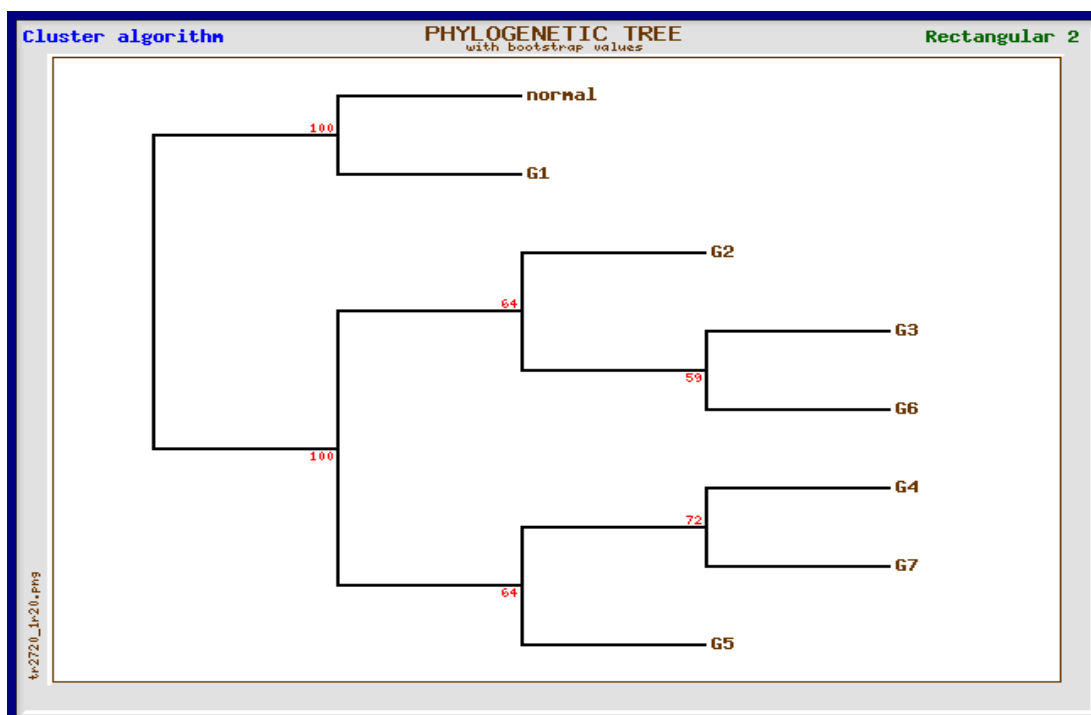 Cluster algorithm
PHYLOGENETIC TREE
with bootstrap values
Rectangular 2
normal
100
G1
G2
64
G3
59
G6
100
G4
72
G7
64
G5
tr2720_1r20.png